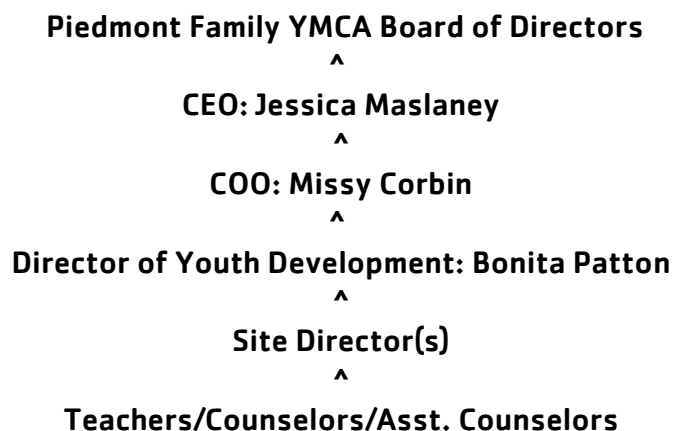 Piedmont Family YMCA Board of Directors
^
CEO: Jessica Maslaney
^
COO: Missy Corbin
^
Director of Youth Development: Bonita Patton
^
Site Director(s)
^
Teachers/Counselors/Asst. Counselors